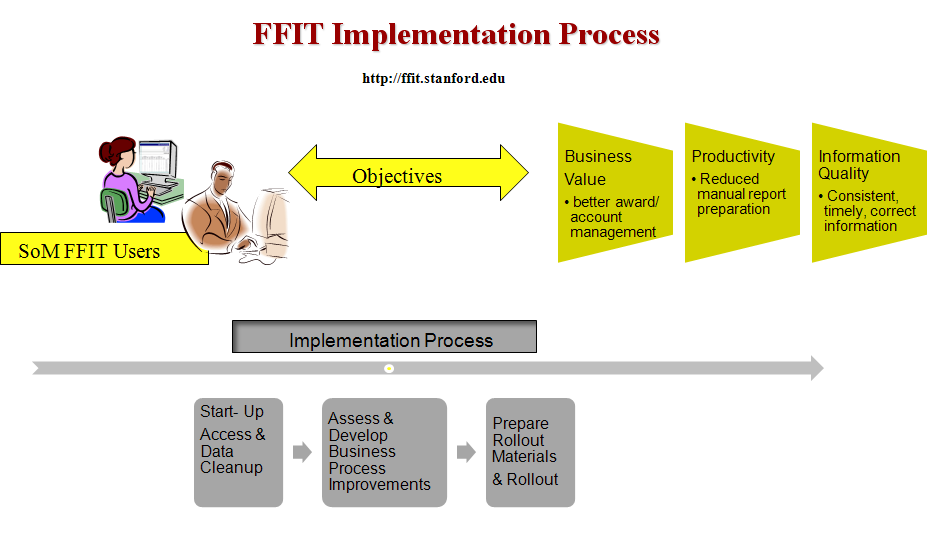 FFIT Implementation Process
http://ffit.stanford.edu
SoM FFIT Users
Objectives
Business
Value
• better award/
account
management
Productivity
• Reduced
manual report
preparation
Information
Quality
• Consistent,
timely, correct
information
Implementation Process
Start- Up
Access &
Data
Cleanup
Assess &
Develop
Business
Process
Improvements
Prepare
Rollout
Materials
& Rollout